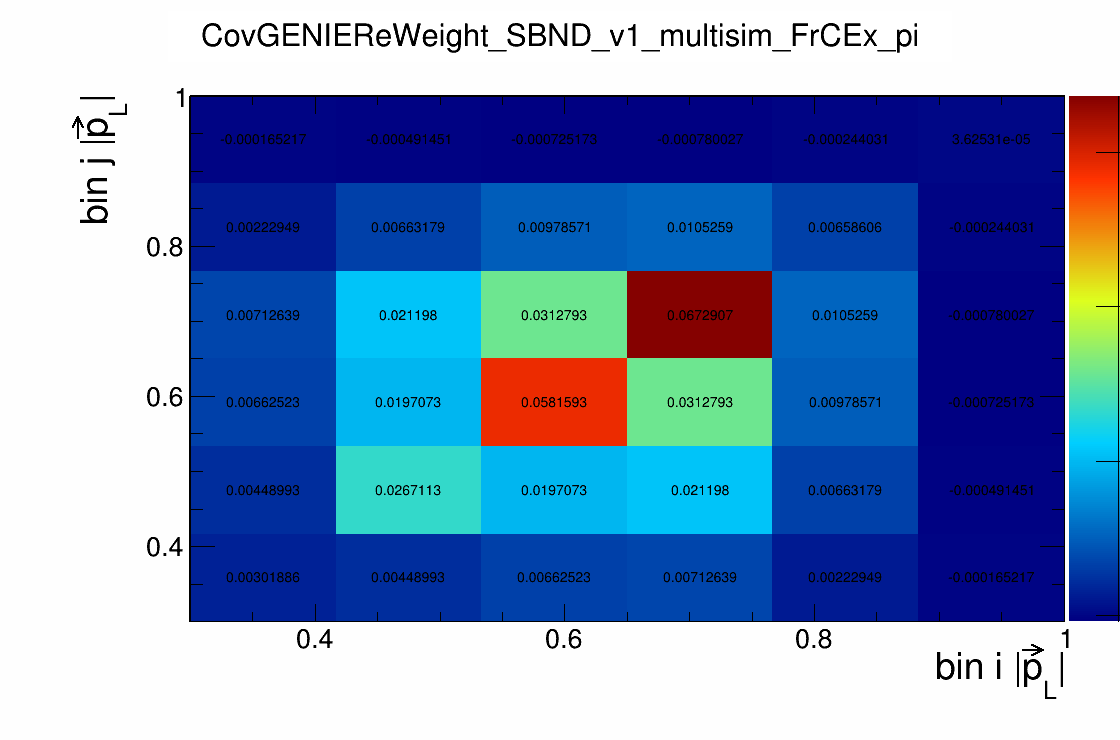 CovGENIEReWeight_SBND_v1_multisim_FrCEx_pi
bin j |p_L|
1
0.8
0.6
0.4
-0.000165217 -0.000491451 -0.000725173 -0.000780027 -0.000244031 3.62531e-05
0.00222949 0.00663179 0.00978571 0.0105259 0.00658606 -0.000244031
0.00712639 0.021198 0.0312793 0.0672907 0.0105259 -0.000780027
0.00662523 0.0197073 0.0581593 0.0312793 0.00978571 -0.000725173
0.00448993 0.0267113 0.0197073 0.021198 0.00663179 -0.000491451
0.00301886 0.00448993 0.00662523 0.00712639 0.00222949 -0.000165217
0.4 0.6 0.8 1
bin i |p_L|